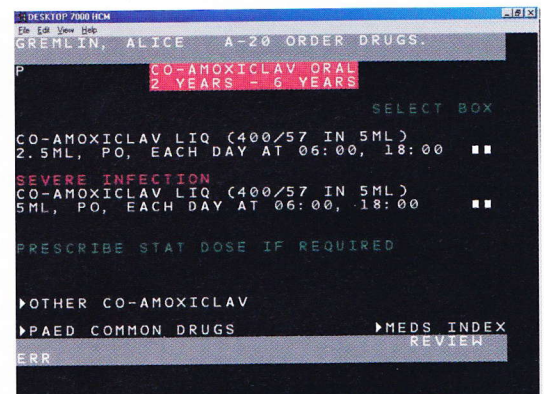 DESKTOP 7000 HCM
File Edit View Help
GREMLIN, ALICE A-20 ORDER DRUGS.
P CO-AMOXICLAV ORAL
2 YEARS - 6 YEARS
SELECT BOX
CO-AMOXICLAV LIQ (400/57 IN 5ML)
2.5ML, PO, EACH DAY AT 06:00, 18:00
SEVERE INFECTION
CO-AMOXICLAV LIQ (400/57 IN 5ML)
5ML, PO, EACH DAY AT 06:00, 18:00
PRESCRIBE STAT DOSE IF REQUIRED
OTHER CO-AMOXICLAV
PAED COMMON DRUGS MEDS INDEX
REVIEW
ERR